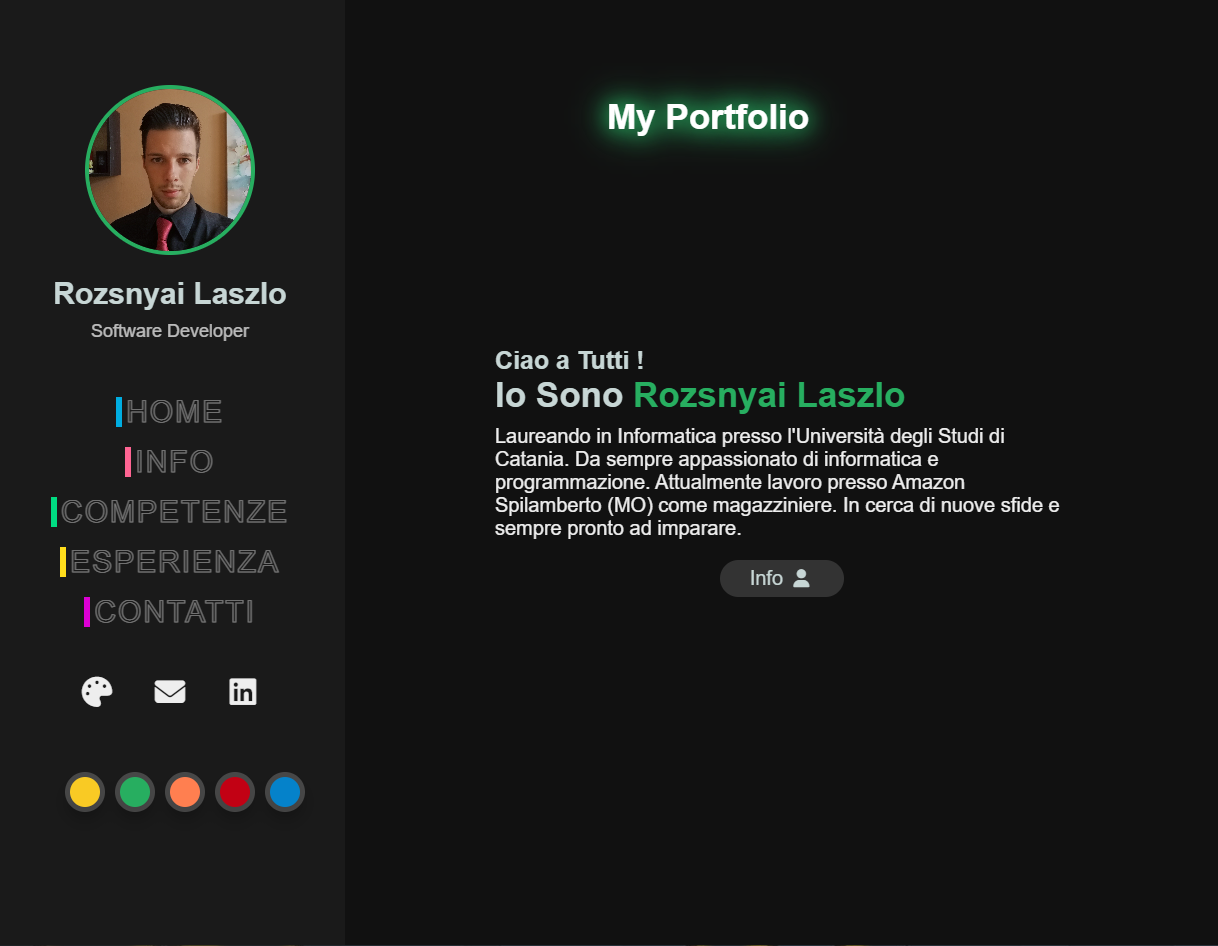 My Portfolio
Rozsnyai Laszlo
Software Developer
HOME
INFO
COMPETENZE
ESPERIENZA
CONTATTI
in
Ciao a Tutti !
Io Sono Rozsnyai Laszlo
Laureando in Informatica presso l'Università degli Studi di
Catania. Da sempre appassionato di informatica e
programmazione. Attualmente lavoro presso Amazon
Spilamberto (MO) come magazziniere. In cerca di nuove sfide e
sempre pronto ad imparare.
Info